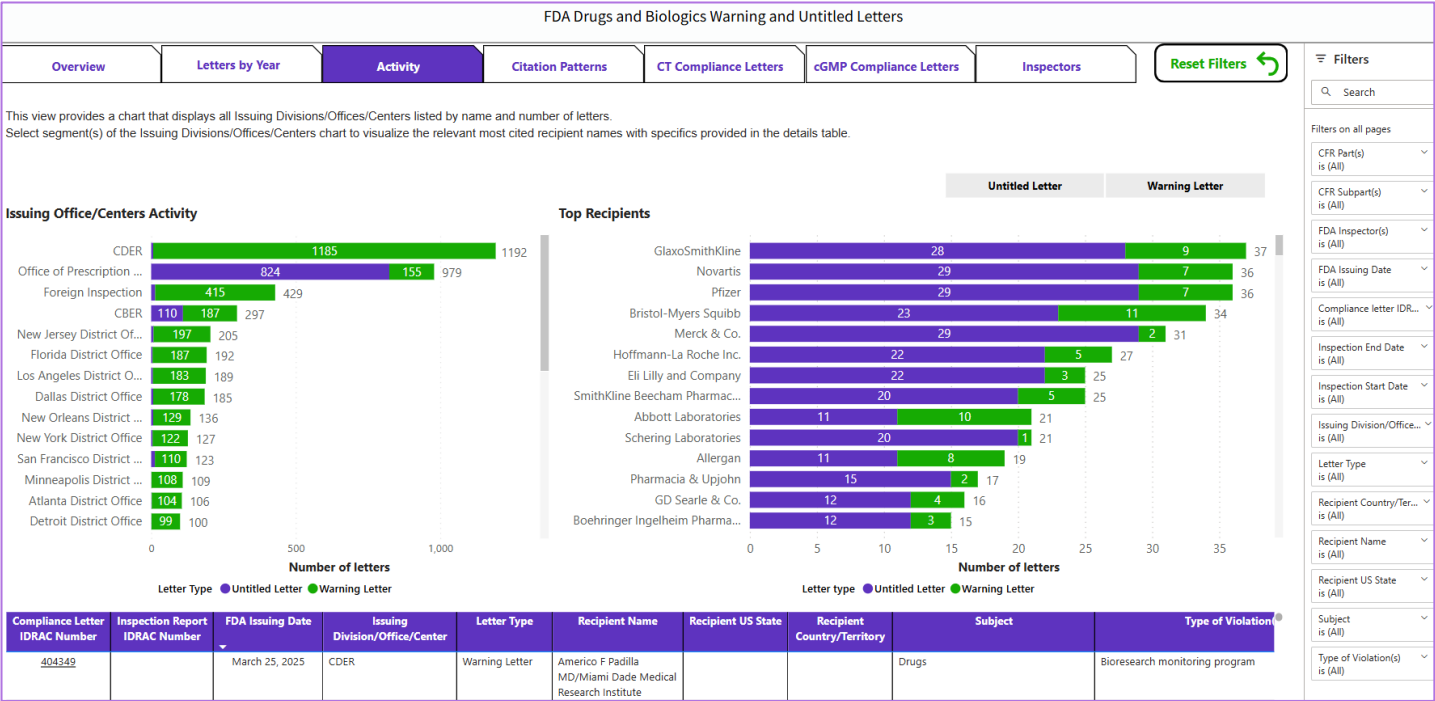 FDA Drugs and Biologics Warning and Untitled Letters
Overview
Letters by Year
Activity
Citation Patterns
CT Compliance Letters
cGMP Compliance Letters
Inspectors
Reset Filters
This view provides a chart that displays all Issuing Divisions/Offices/Centers listed by name and number of letters.
Select segment(s) of the Issuing Divisions/Offices/Centers chart to visualize the relevant most cited recipient names with specifics provided in the details table.
Untitled Letter
Warning Letter
Issuing Office/Centers Activity
CDER 1185 1192
Office of Prescription ... 824 155 979
Foreign Inspection 415 429
CBER 110 187 297
New Jersey District Of... 197 205
Florida District Office 187 192
Los Angeles District O... 183 189
Dallas District Office 178 185
New Orleans District ... 129 136
New York District Office 122 127
San Francisco District ... 110 123
Minneapolis District ... 108 109
Atlanta District Office 104 106
Detroit District Office 99 100
0 500 1,000
Number of letters
Letter Type Untitled Letter Warning Letter
Top Recipients
GlaxoSmithKline 28 9 37
Novartis 29 7 36
Pfizer 29 7 36
Bristol-Myers Squibb 23 11 34
Merck & Co. 29 2 31
Hoffmann-La Roche Inc. 22 5 27
Eli Lilly and Company 22 3 25
SmithKline Beecham Pharmac... 20 5 25
Abbott Laboratories 11 10 21
Schering Laboratories 20 1 21
Allergan 11 8 19
Pharmacia & Upjohn 15 2 17
GD Searle & Co. 12 4 16
Boehringer Ingelheim Pharma... 12 3 15
0 5 10 15 20 25 30 35
Number of letters
Letter type Untitled Letter Warning Letter
Compliance Letter
IDRAC Number
Inspection Report
IDRAC Number
FDA Issuing Date
Issuing
Division/Office/Center
Letter Type
Recipient Name
Recipient US State
Recipient
Country/Territory
Subject
Type of Violation(
404349
March 25, 2025
CDER
Warning Letter
Americo F Padilla
MD/Miami Dade Medical
Research Institute
Drugs
Bioresearch monitoring program
Filters
Search
Filters on all pages
CFR Part(s)
is (All)
CFR Subpart(s)
is (All)
FDA Inspector(s)
is (All)
FDA Issuing Date
is (All)
Compliance letter IDR...
is (All)
Inspection End Date
is (All)
Inspection Start Date
is (All)
Issuing Division/Office...
is (All)
Letter Type
is (All)
Recipient Country/Ter...
is (All)
Recipient Name
is (All)
Recipient US State
is (All)
Subject
is (All)
Type of Violation(s)
is (All)